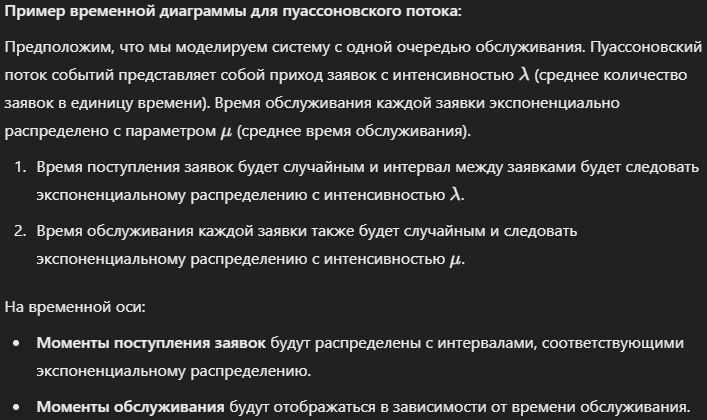 Пример временной диаграммы для пуассоновского потока:
Предположим, что мы моделируем систему с одной очередью обслуживания. Пуассоновский
поток событий представляет собой приход заявок с интенсивностью λ (среднее количество
заявок в единицу времени). Время обслуживания каждой заявки экспоненциально
распределено с параметром μ (среднее время обслуживания).
1. Время поступления заявок будет случайным и интервал между заявками будет следовать
экспоненциальному распределению с интенсивностью λ.
2. Время обслуживания каждой заявки также будет случайным и следовать
экспоненциальному распределению с интенсивностью μ.
На временной оси:
• Моменты поступления заявок будут распределены с интервалами, соответствующими
экспоненциальному распределению.
• Моменты обслуживания будут отображаться в зависимости от времени обслуживания.